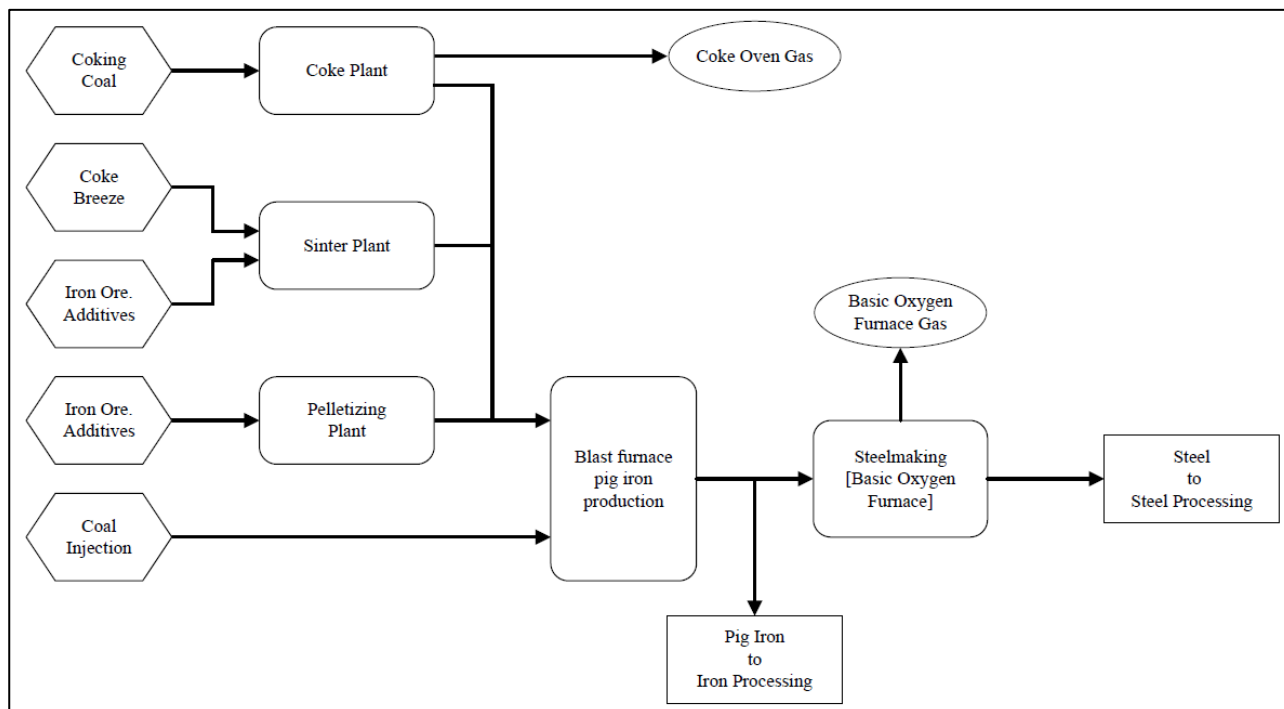 Coking
Coal
Coke Plant
Coke Oven Gas
Coke
Breeze
Sinter Plant
Iron Ore.
Additives
Basic Oxygen
Furnace Gas
Iron Ore.
Additives
Pelletizing
Plant
Blast furnace
pig iron
production
Steelmaking
[Basic Oxygen
Furnace]
Steel
to
Steel Processing
Coal
Injection
Pig Iron
to
Iron Processing